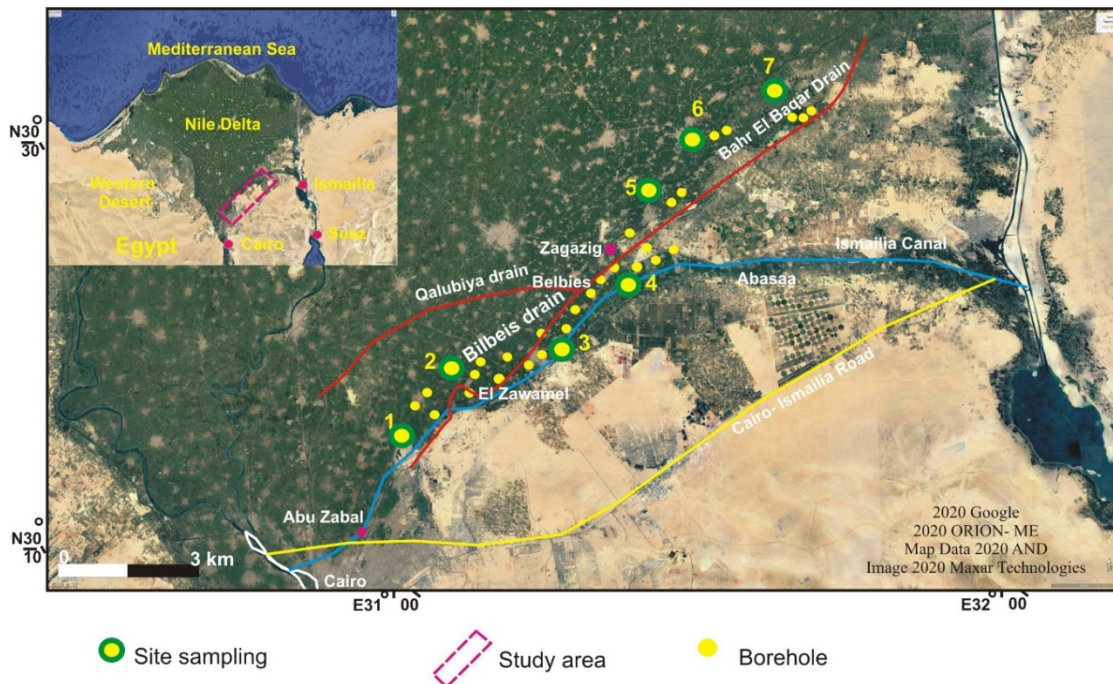 Mediterranean Sea
Nile Delta
Western
Desert
Ismailia
Egypt
Cairo
Suez
N30
30
7
6
Bahr El Baqar Drain
5
Zagazig
Ismailia Canal
Qalubiya drain
Belbies
4
Abasaa
Bilbeis drain
3
2
El Zawamel
Cairo- Ismailia Road
1
Abu Zabal
N30
10
0
3 km
Cairo
2020 Google
2020 ORION- ME
Map Data 2020 AND
Image 2020 Maxar Technologies
E31 00
E32 00
Site sampling
Study area
Borehole